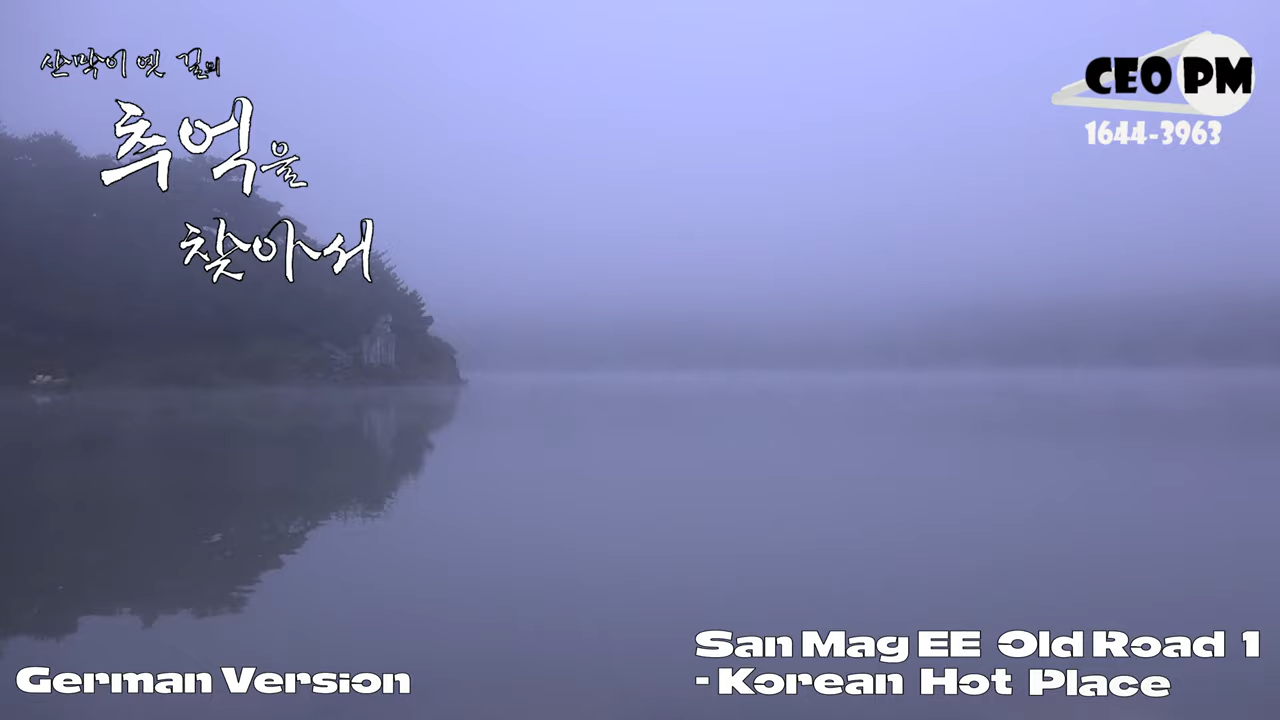 산막이 옛 길의
추억을
찾아서
CEO PM
1644-3963
German Version
San Mag EE Old Road 1
- Korean Hot Place